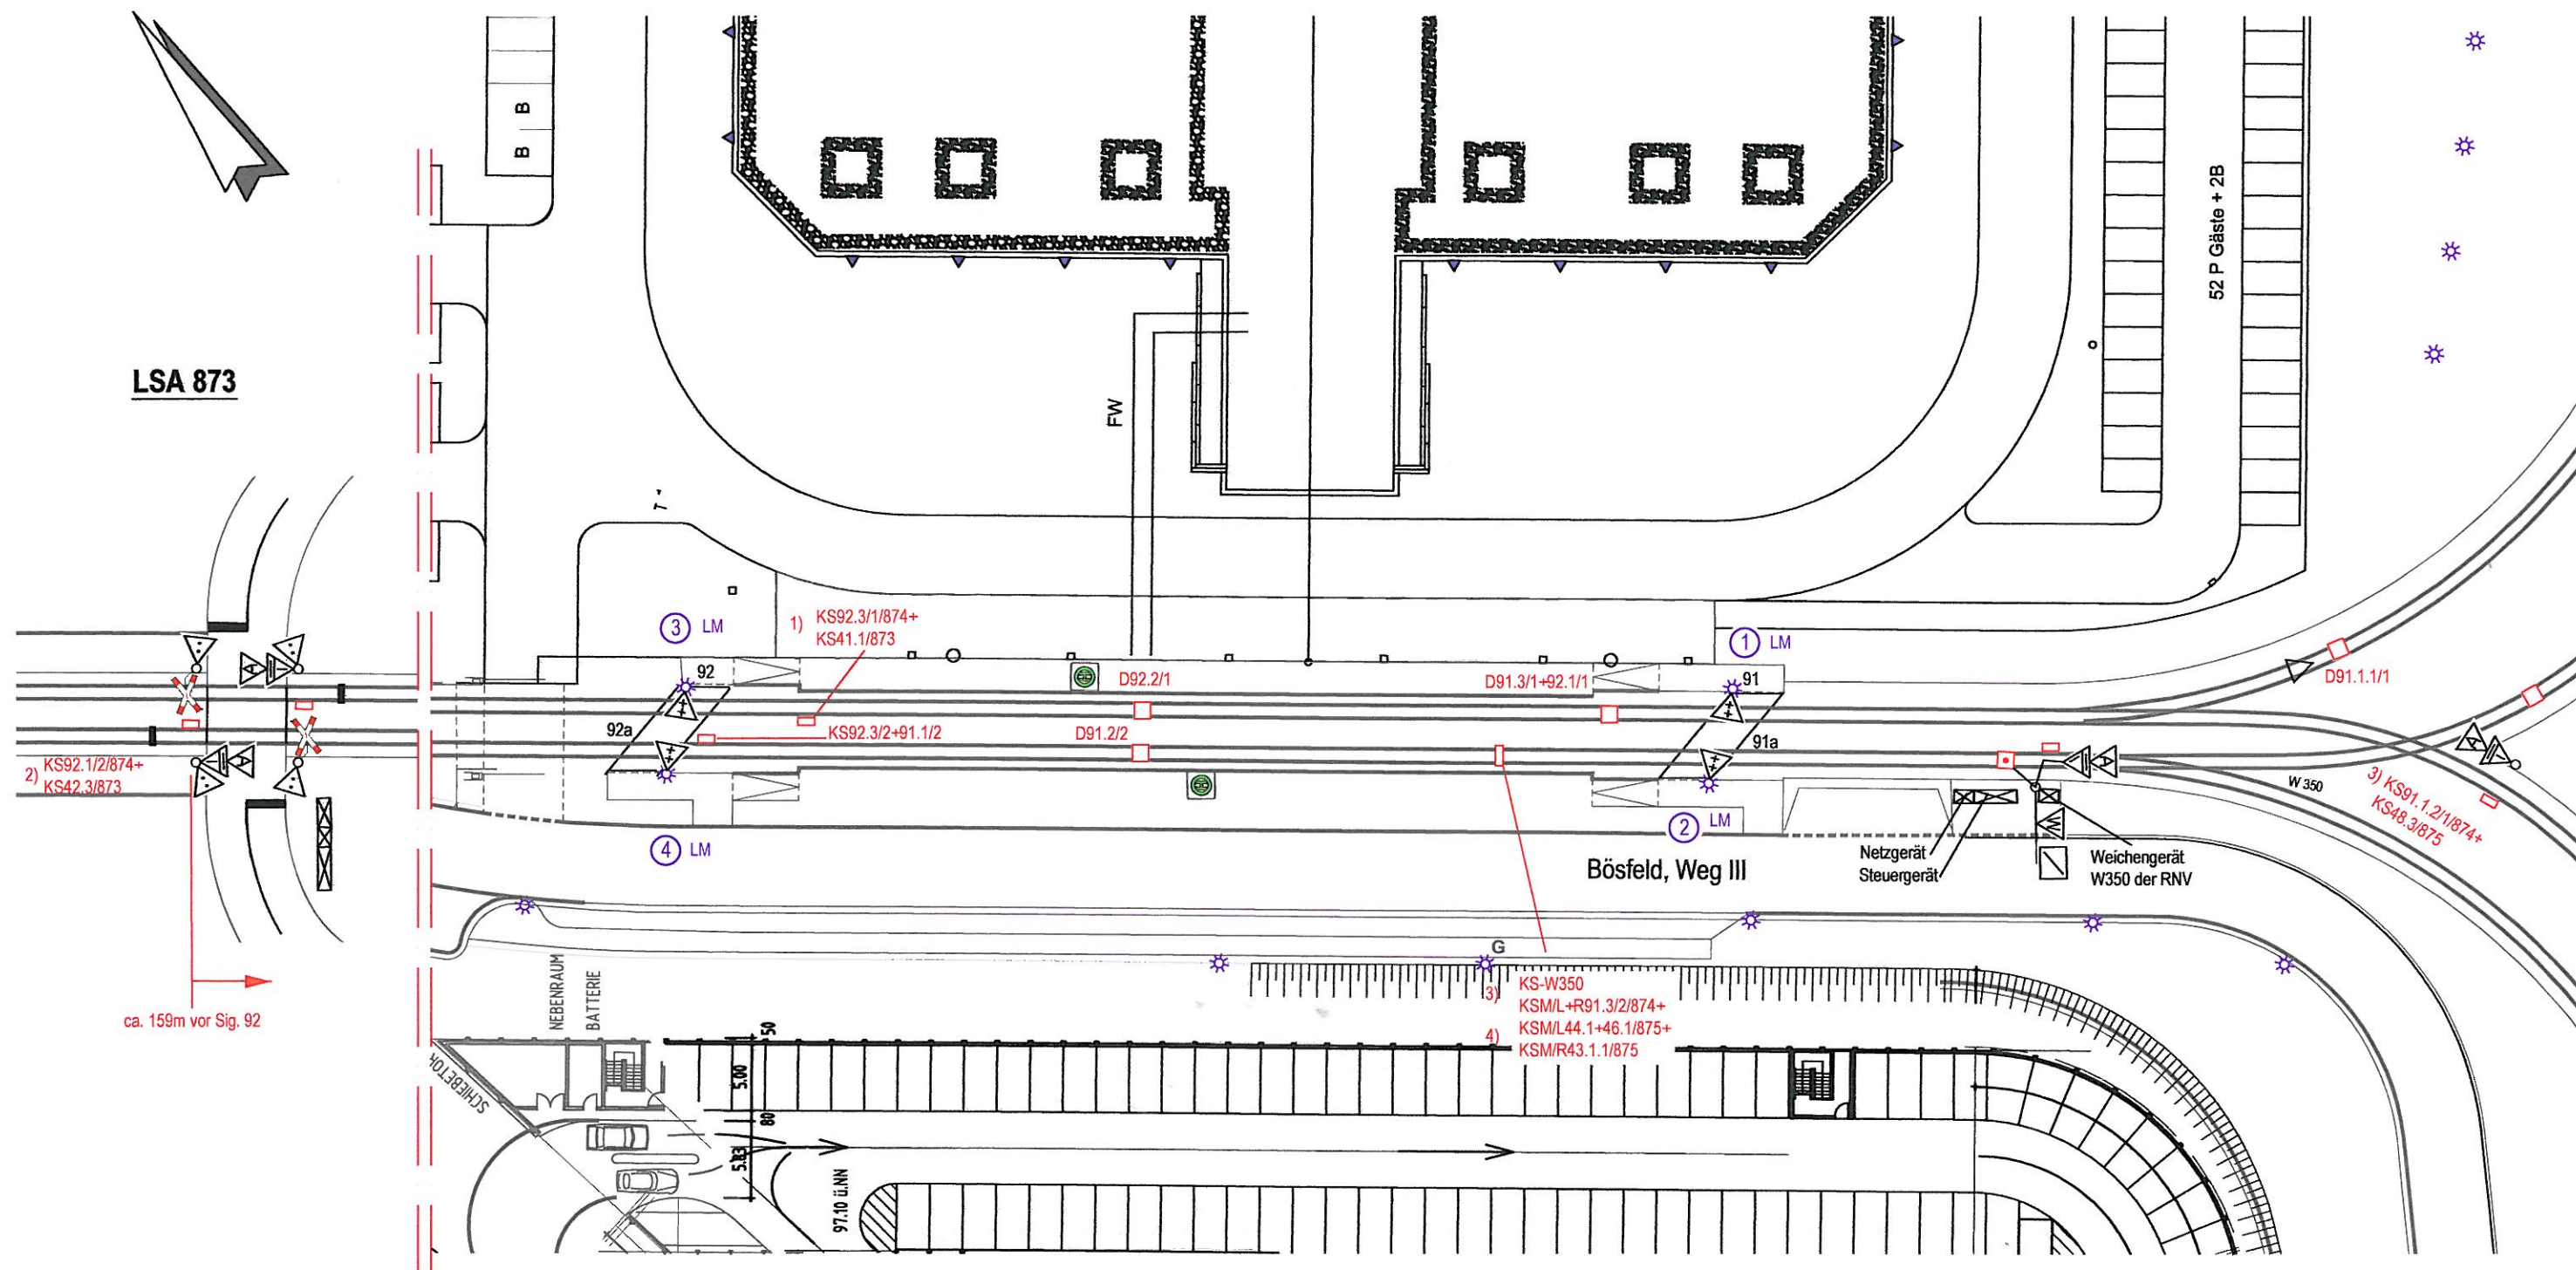 B
B
52 P Gäste + 2B
LSA 873
FW
T
3
LM
1)
KS92.3/1/874+
KS41.1/873
1
LM
92
D92.2/1
D91.3/1+92.1/1
91
D91.1.1/1
92a
KS92.3/2+91.1/2
D91.2/2
91a
A
A
A
A
2)
KS92.1/2/874+
KS42.3/873
W 350
3) KS91.1.2/1/874+
KS48.3/875
4
LM
2
LM
Netzgerät
Steuergerät
Bösfeld, Weg III
Weichengerät
W350 der RNV
G
NEBENRAUM
BATTERIE
ca. 159m vor Sig. 92
3)
KS-W350
KSM/L+R91.3/2/874+
4)
KSM/L44.1+46.1/875+
KSM/R43.1.1/875
50
5.00
SCHIEBETOR
80
5.83
97.10 ü.NN